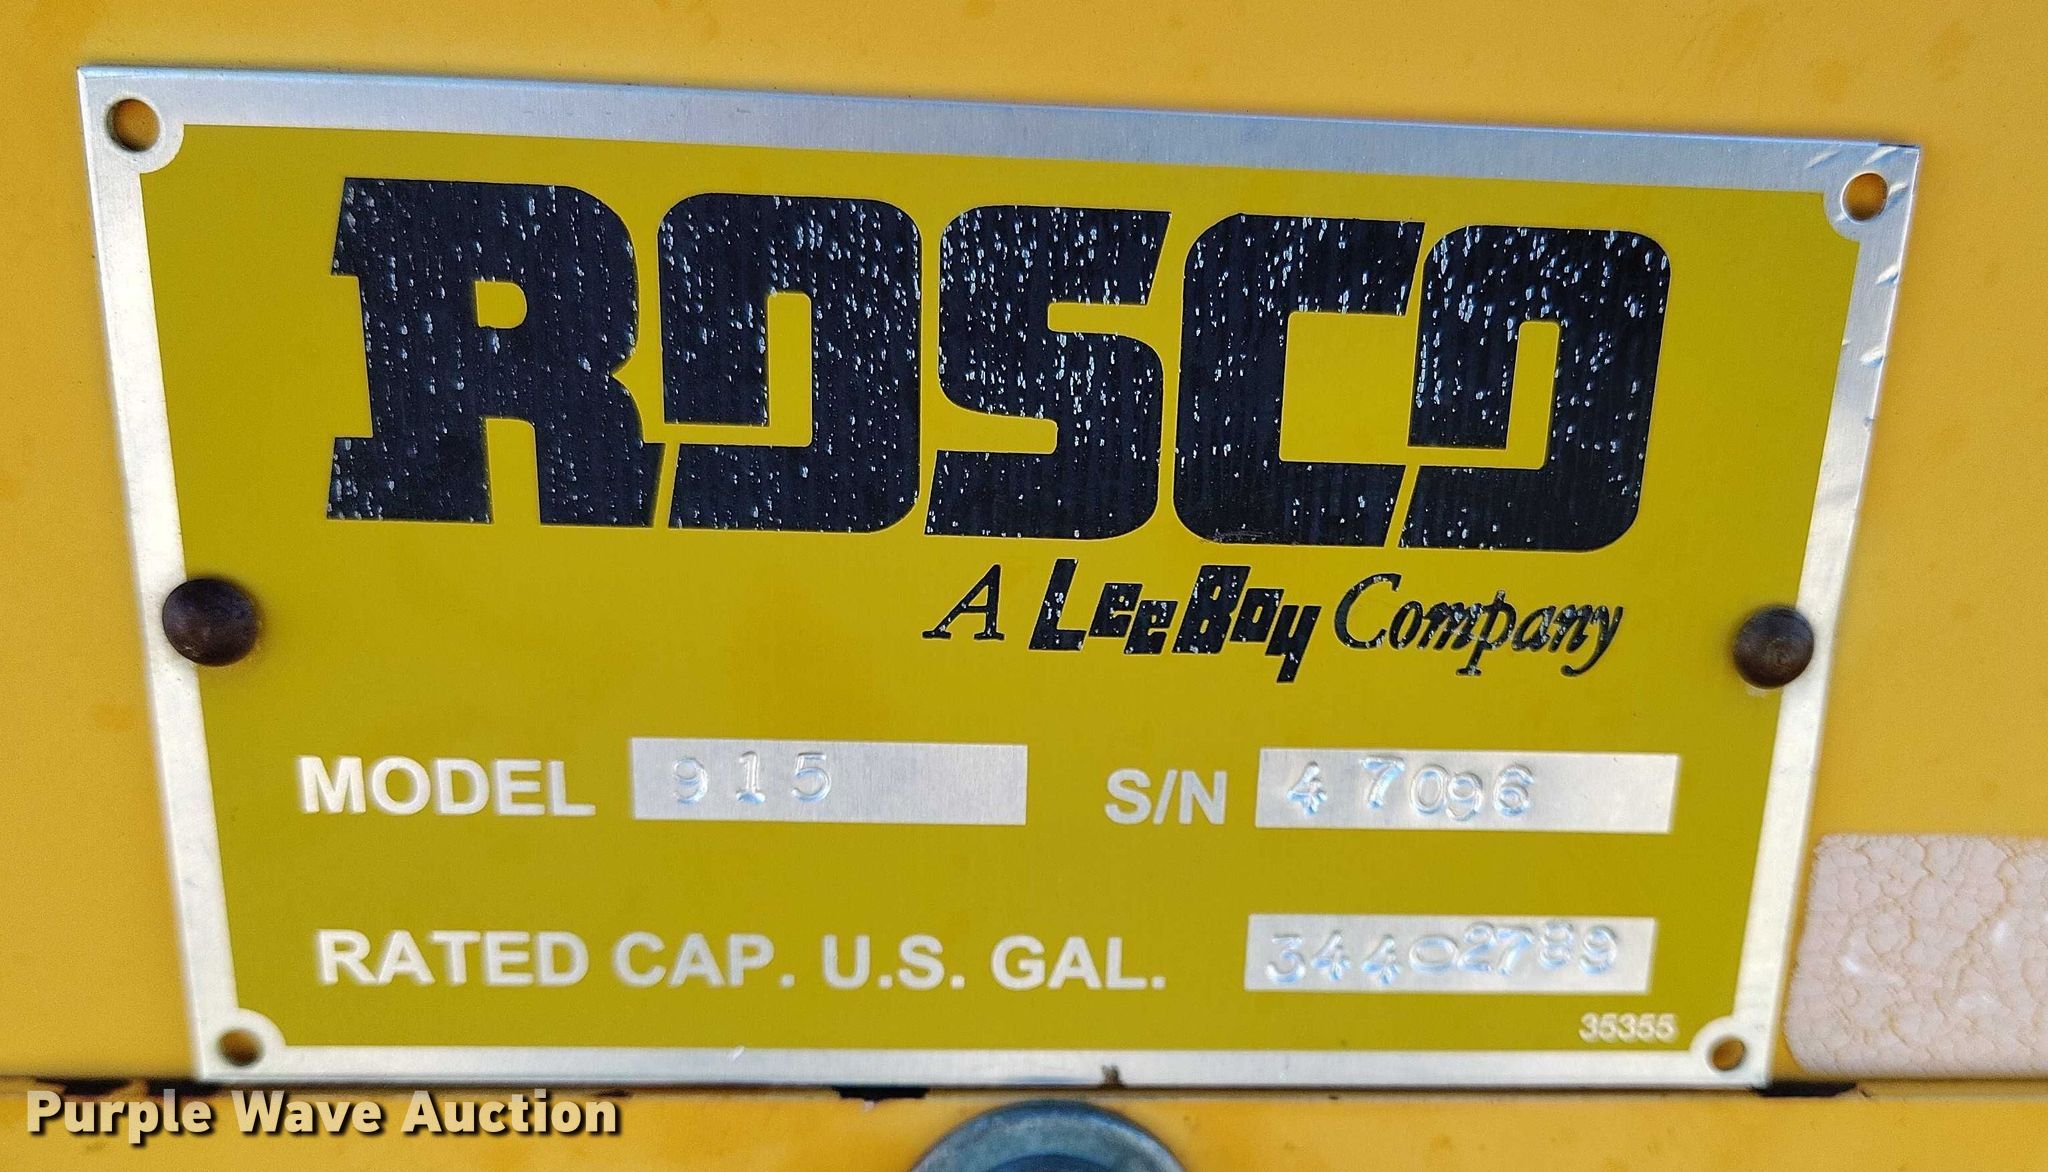 ROSCO
A LeeBoy Company
MODEL 915 S/N 47096
RATED CAP. U.S. GAL. 34402789
35355
Purple Wave Auction